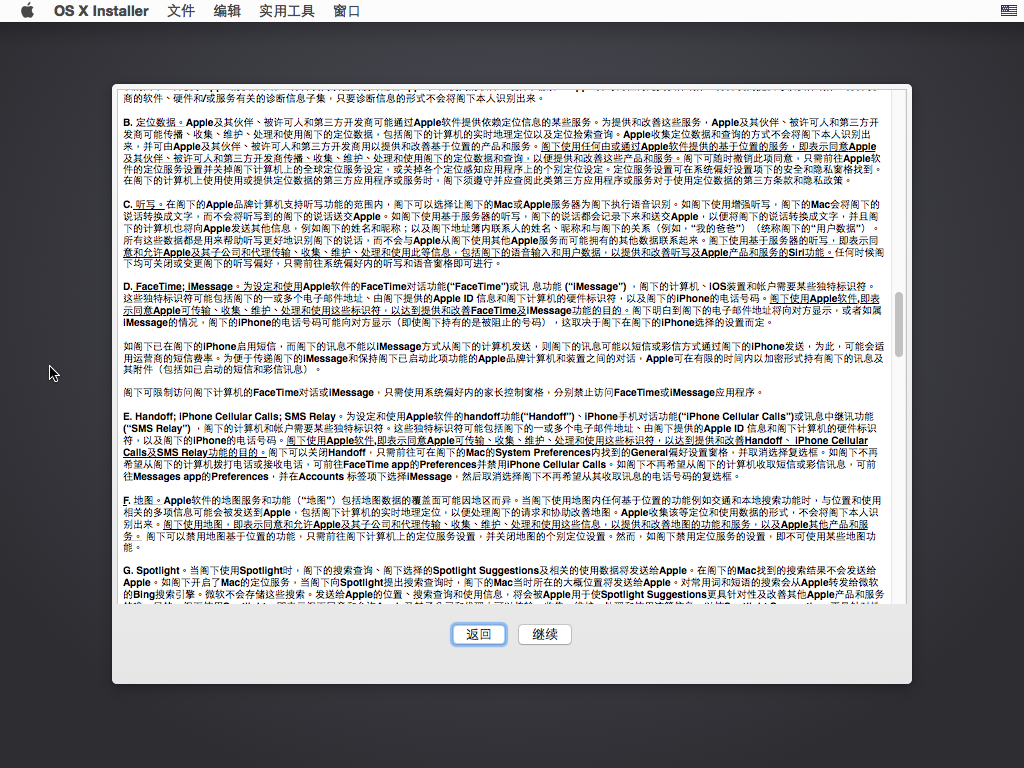 OS X Installer 文件 编辑 实用工具 窗口
商的软件、硬件和/或服务有关的诊断信息子集，只要诊断信息的形式不会将阁下本人识别出来。
B. 定位数据。Apple及其伙伴、被许可人和第三方开发商可能通过Apple软件提供依赖定位信息的某些服务。为提供和改善这些服务，Apple及其伙伴、被许可人和第三方开
发商可能传播、收集、维护、处理和使用阁下的定位数据，包括阁下的计算机的实时地理定位以及定位检索查询。Apple收集定位数据和查询的方式不会将阁下本人识别出
来，并可由Apple及其伙伴、被许可人和第三方开发商用以提供和改善基于位置的产品和服务。阁下使用任何由或通过Apple软件提供的基于位置的服务，即表示同意Apple
及其伙伴、被许可人和第三方开发商传播、收集、维护、处理和使用阁下的定位数据和查询，以便提供和改善这些产品和服务。阁下可随时撤销此项同意，只需前往Apple软
件的定位服务设置并关掉阁下计算机上的全球定位服务设定，或关掉各个定位感知应用程序上的个别定位设定。定位服务设置可在系统偏好设置项下的安全和隐私窗格找到。
在阁下的计算机上使用使用或提供定位数据的第三方应用程序或服务时，阁下须遵守并应查阅此类第三方应用程序或服务对于使用定位数据的第三方条款和隐私政策。
C. 听写。在阁下的Apple品牌计算机支持听写功能的范围内，阁下可以选择让阁下的Mac或Apple服务器为阁下执行语音识别。如阁下使用增强听写，阁下的Mac会将阁下的
说话转换成文字，而不会将听写到的阁下的说话送交Apple。如阁下使用基于服务器的听写，阁下的说话都会记录下来和送交Apple，以便将阁下的说话转换成文字，并且阁
下的计算机也将向Apple发送其他信息，例如阁下的姓名和昵称；以及阁下地址簿内联系人的姓名、昵称和与阁下的关系（例如，“我的爸爸”）（统称阁下的“用户数据”）。
所有这些数据都是用来帮助听写更好地识别阁下的说话，而不会与Apple从阁下使用其他Apple服务而可能拥有的其他数据联系起来。阁下使用基于服务器的听写，即表示同
意和允许Apple及其子公司和代理传输、收集、维护、处理和使用此等信息，包括阁下的语音输入和用户数据，以提供和改善听写及Apple产品和服务的Siri功能。任何时候阁
下均可关闭或变更阁下的听写偏好，只需前往系统偏好内的听写和语音窗格即可进行。
D. FaceTime; iMessage。为设定和使用Apple软件的FaceTime对话功能(“FaceTime”)或讯 息功能 (“iMessage”) ，阁下的计算机、iOS装置和帐户需要某些独特标识符。
这些独特标识符可能包括阁下的一或多个电子邮件地址、由阁下提供的Apple ID 信息和阁下计算机的硬件标识符，以及阁下的iPhone的电话号码。阁下使用Apple软件,即表
示同意Apple可传输、收集、维护、处理和使用这些标识符，以达到提供和改善FaceTime及iMessage功能的目的。阁下明白到阁下的电子邮件地址将向对方显示，或者如属
iMessage的情况，阁下的iPhone的电话号码可能向对方显示（即使阁下持有的是被阻止的号码），这取决于阁下在阁下的iPhone选择的设置而定。
如阁下已在阁下的iPhone启用短信，而阁下的讯息不能以iMessage方式从阁下的计算机发送，则阁下的讯息可能以短信或彩信方式通过阁下的iPhone发送，为此，可能会适
用运营商的短信费率。为便于传递阁下的iMessage和保持阁下已启动此项功能的Apple品牌计算机和装置之间的对话，Apple可在有限的时间内以加密形式持有阁下的讯息及
其附件（包括如已启动的短信和彩信讯息）。
阁下可限制访问阁下计算机的FaceTime对话或iMessage，只需使用系统偏好内的家长控制窗格，分别禁止访问FaceTime或iMessage应用程序。
E. Handoff; iPhone Cellular Calls; SMS Relay。为设定和使用Apple软件的handoff功能(“Handoff”)、iPhone手机对话功能(“iPhone Cellular Calls”)或讯息中继讯功能
(“SMS Relay”) ，阁下的计算机和帐户需要某些独特标识符。这些独特标识符可能包括阁下的一或多个电子邮件地址、由阁下提供的Apple ID 信息和阁下计算机的硬件标识
符，以及阁下的iPhone的电话号码。阁下使用Apple软件,即表示同意Apple可传输、收集、维护、处理和使用这些标识符，以达到提供和改善Handoff、 iPhone Cellular
Calls及SMS Relay功能的目的。阁下可以关闭Handoff，只需前往可在阁下的Mac的System Preferences内找到的General偏好设置窗格，并取消选择复选框。如阁下不再
希望从阁下的计算机拨打电话或接收电话，可前往FaceTime app的Preferences并禁用iPhone Cellular Calls。如阁下不再希望从阁下的计算机收取短信或彩信讯息，可前
往Messages app的Preferences，并在Accounts 标签项下选择iMessage，然后取消选择阁下不再希望从其收取讯息的电话号码的复选框。
F. 地图。Apple软件的地图服务和功能（“地图”）包括地图数据的覆盖面可能因地区而异。当阁下使用地图内任何基于位置的功能例如交通和本地搜索功能时，与位置和使用
相关的多项信息可能会被发送到Apple，包括阁下计算机的实时地理定位，以便处理阁下的请求和协助改善地图。Apple收集该等定位和使用数据的形式，不会将阁下本人识
别出来。阁下使用地图，即表示同意和允许Apple及其子公司和代理传输、收集、维护、处理和使用这些信息，以提供和改善地图的功能和服务，以及Apple其他产品和服
务。 阁下可以禁用地图基于位置的功能，只需前往阁下计算机上的定位服务设置，并关闭地图的个别定位设置。然而，如阁下禁用定位服务的设置，即不可使用某些地图功
能。
G. Spotlight。当阁下使用Spotlight时，阁下的搜索查询、阁下选择的Spotlight Suggestions及相关的使用数据将发送给Apple。在阁下的Mac找到的搜索结果不会发送给
Apple。如阁下开启了Mac的定位服务，当阁下向Spotlight提出搜索查询时，阁下的Mac当时所在的大概位置将发送给Apple。对常用词和短语的搜索会从Apple转发给微软
的Bing搜索引擎。微软不会存储这些搜索。发送给Apple的位置、搜索查询和使用信息，将会被Apple用于使Spotlight Suggestions更具针对性及改善其他Apple产品和服务
返回 继续